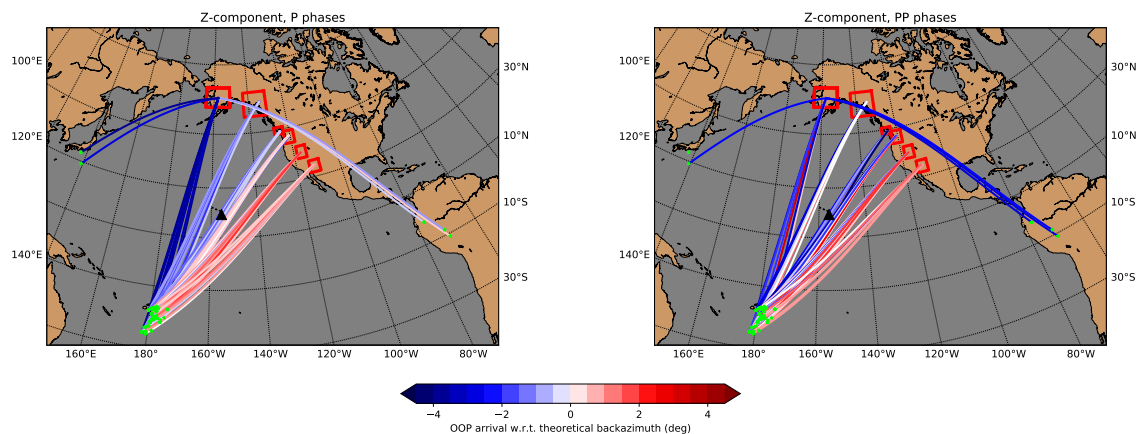 Z-component, P phases
100°E
120°E
140°E
30°N
10°N
10°S
30°S
160°E
180°
160°W
140°W
120°W
100°W
80°W
Z-component, PP phases
100°E
120°E
140°E
30°N
10°N
10°S
30°S
160°E
180°
160°W
140°W
120°W
100°W
80°W
−4
−2
0
2
4
OOP arrival w.r.t. theoretical backazimuth (deg)